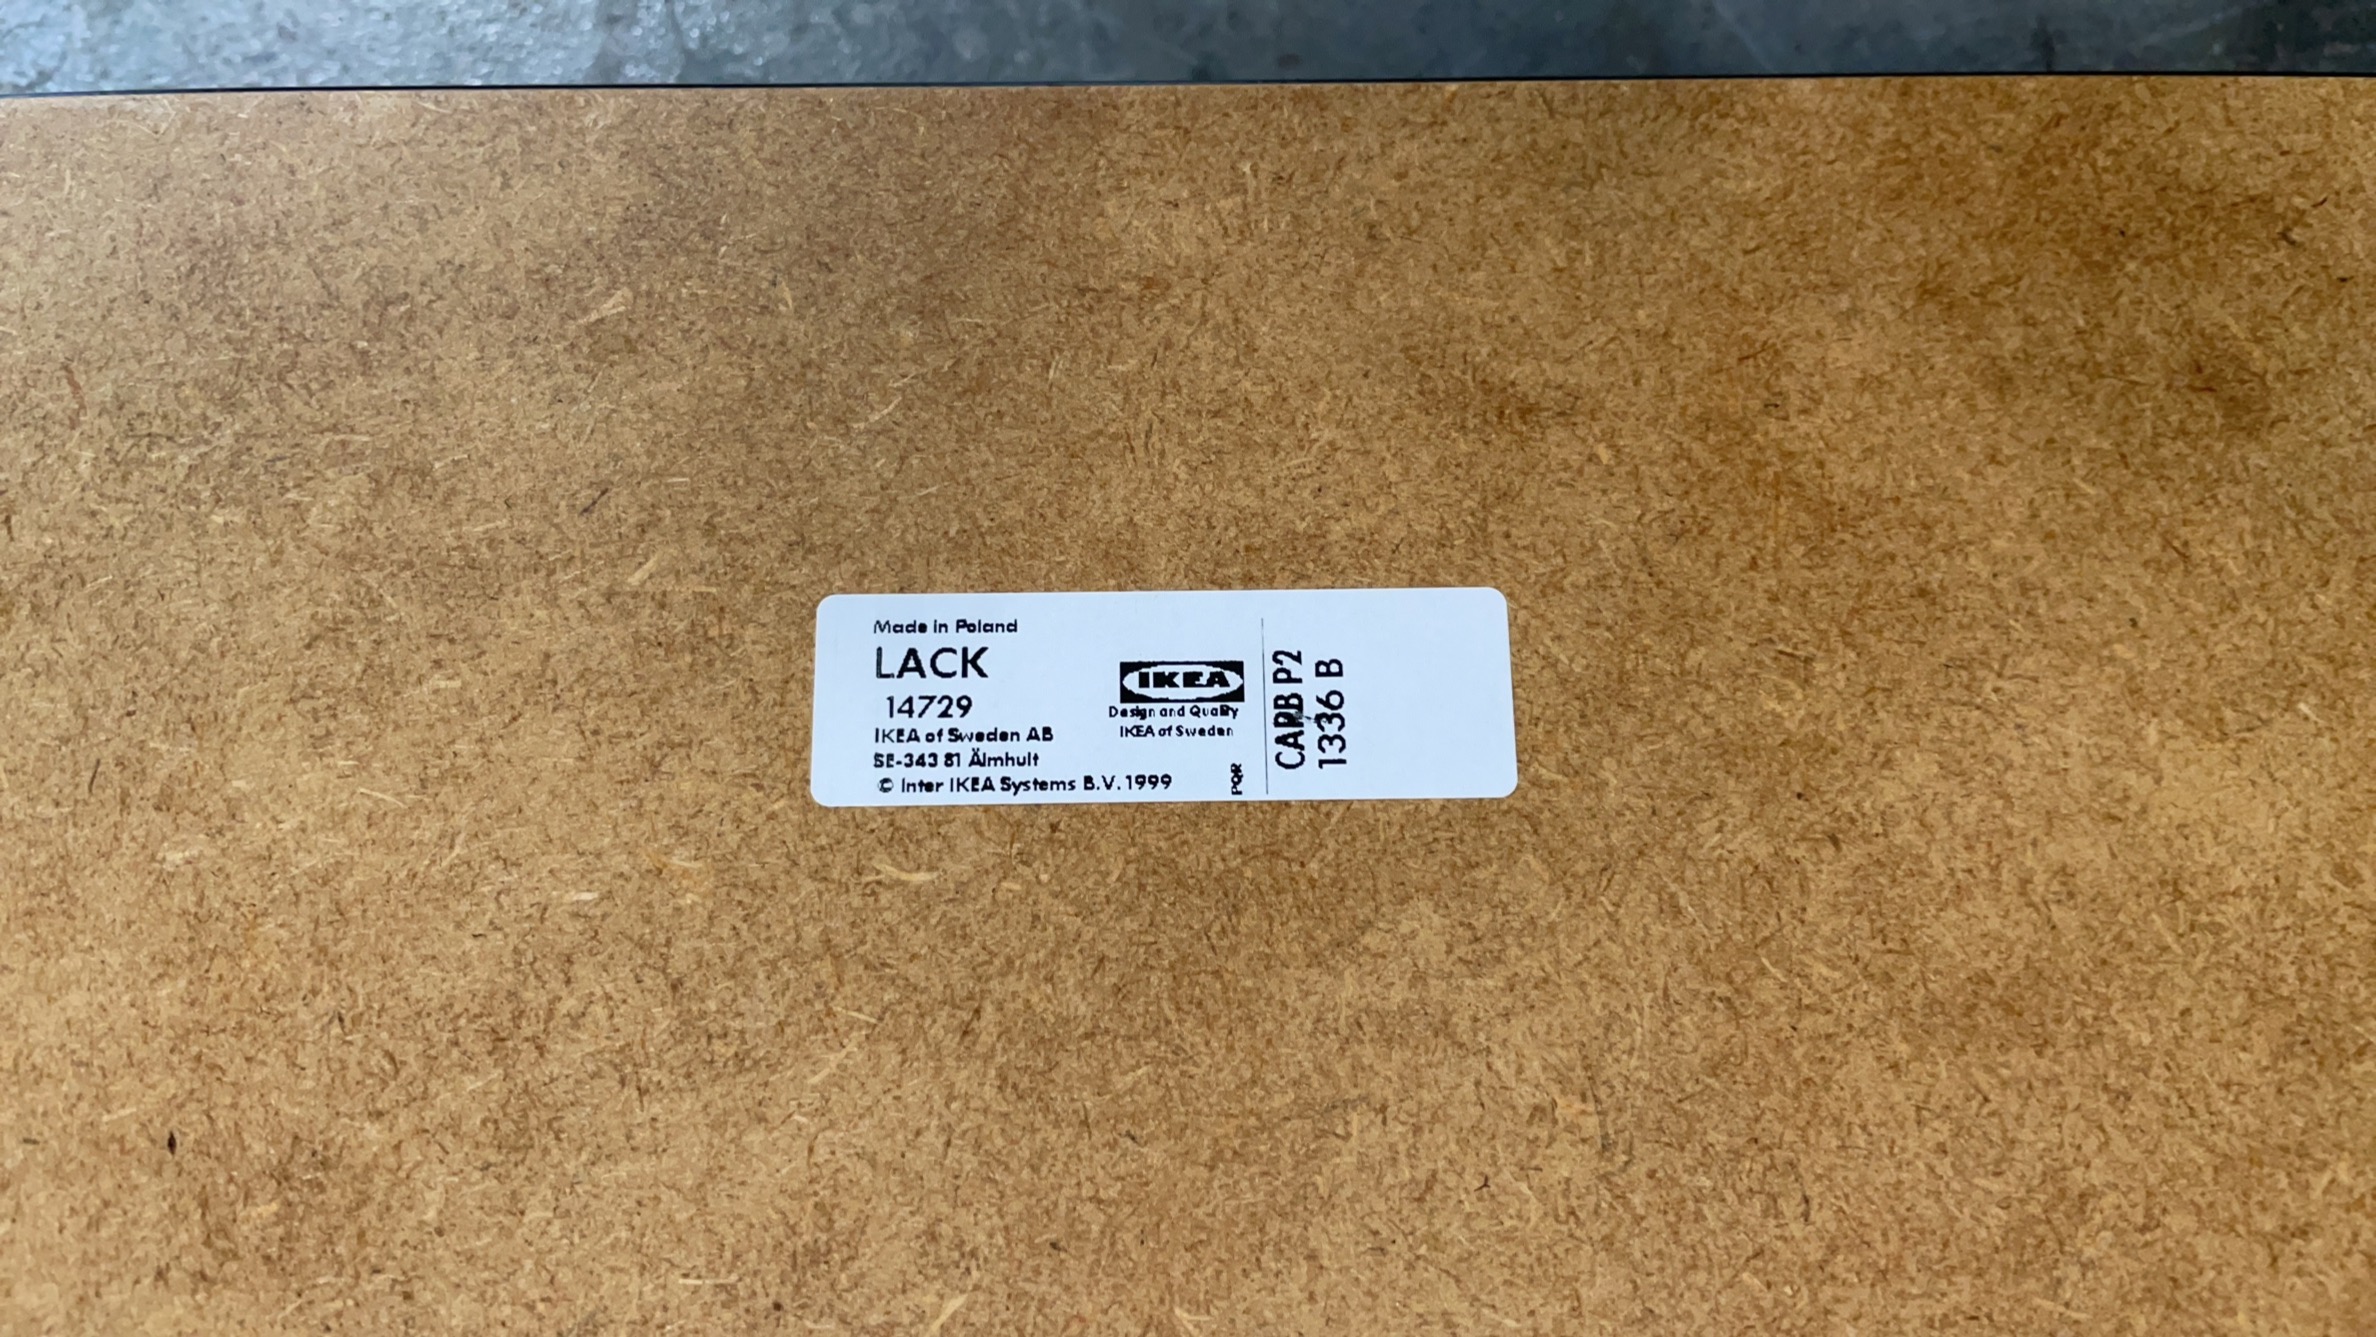 Made in Poland
LACK
14729
IKEA of Sweden AB
SE-343 81 Älmhult
© Inter IKEA Systems B.V. 1999
IKEA
Design and Quality
IKEA of Sweden
PQR
CARB P2
1336 B